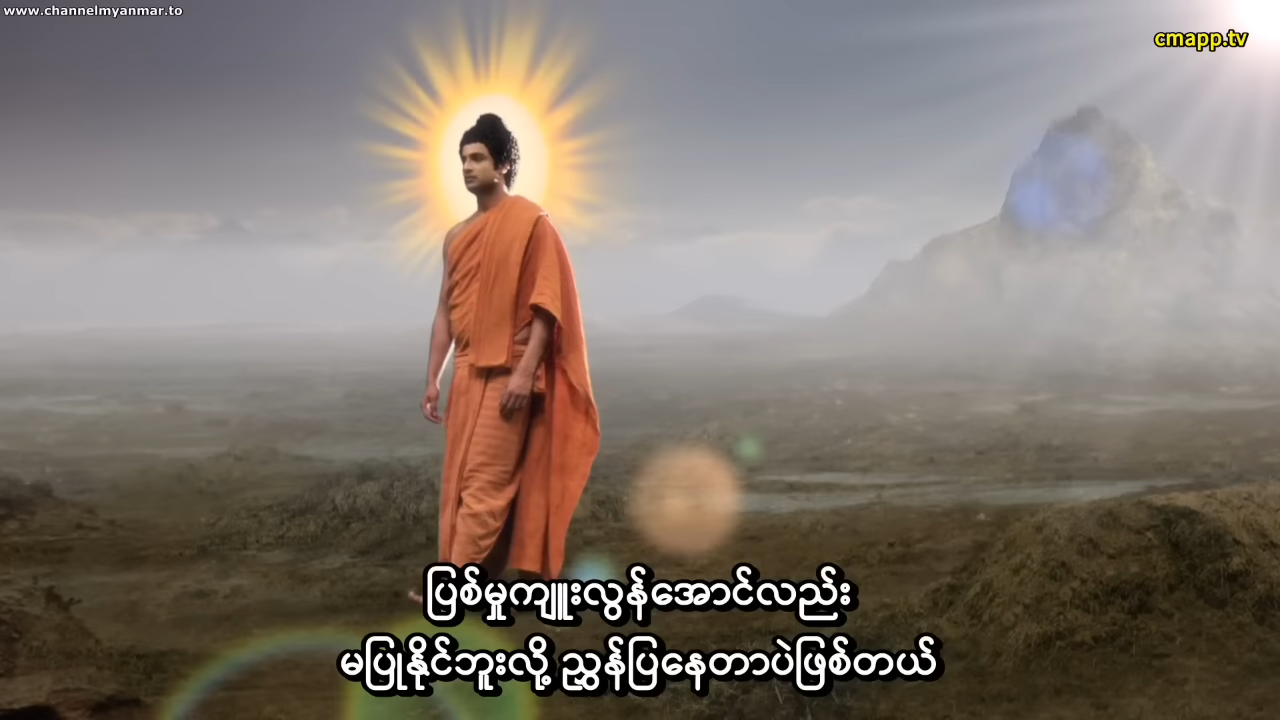 www.channelmyanmar.to
cmapp.tv
ပြစ်မှုကျူးလွန်အောင်လည်း
မပြုနိုင်ဘူးလို့ ညွှန်ပြနေတာပဲဖြစ်တယ်